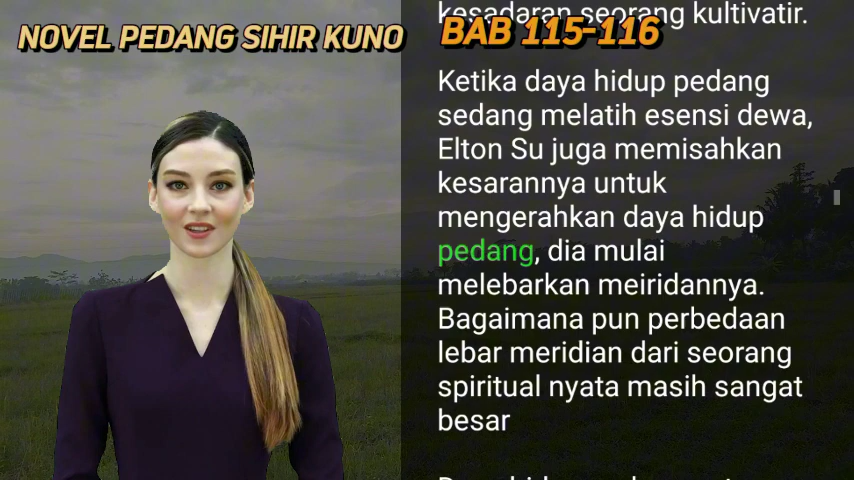 NOVEL PEDANG SIHIR KUNO
BAB 115-116
kesadaran seorang kultivatir.
Ketika daya hidup pedang
sedang melatih esensi dewa,
Elton Su juga memisahkan
kesarannya untuk
mengerahkan daya hidup
pedang, dia mulai
melebarkan meiridannya.
Bagaimana pun perbedaan
lebar meridian dari seorang
spiritual nyata masih sangat
besar